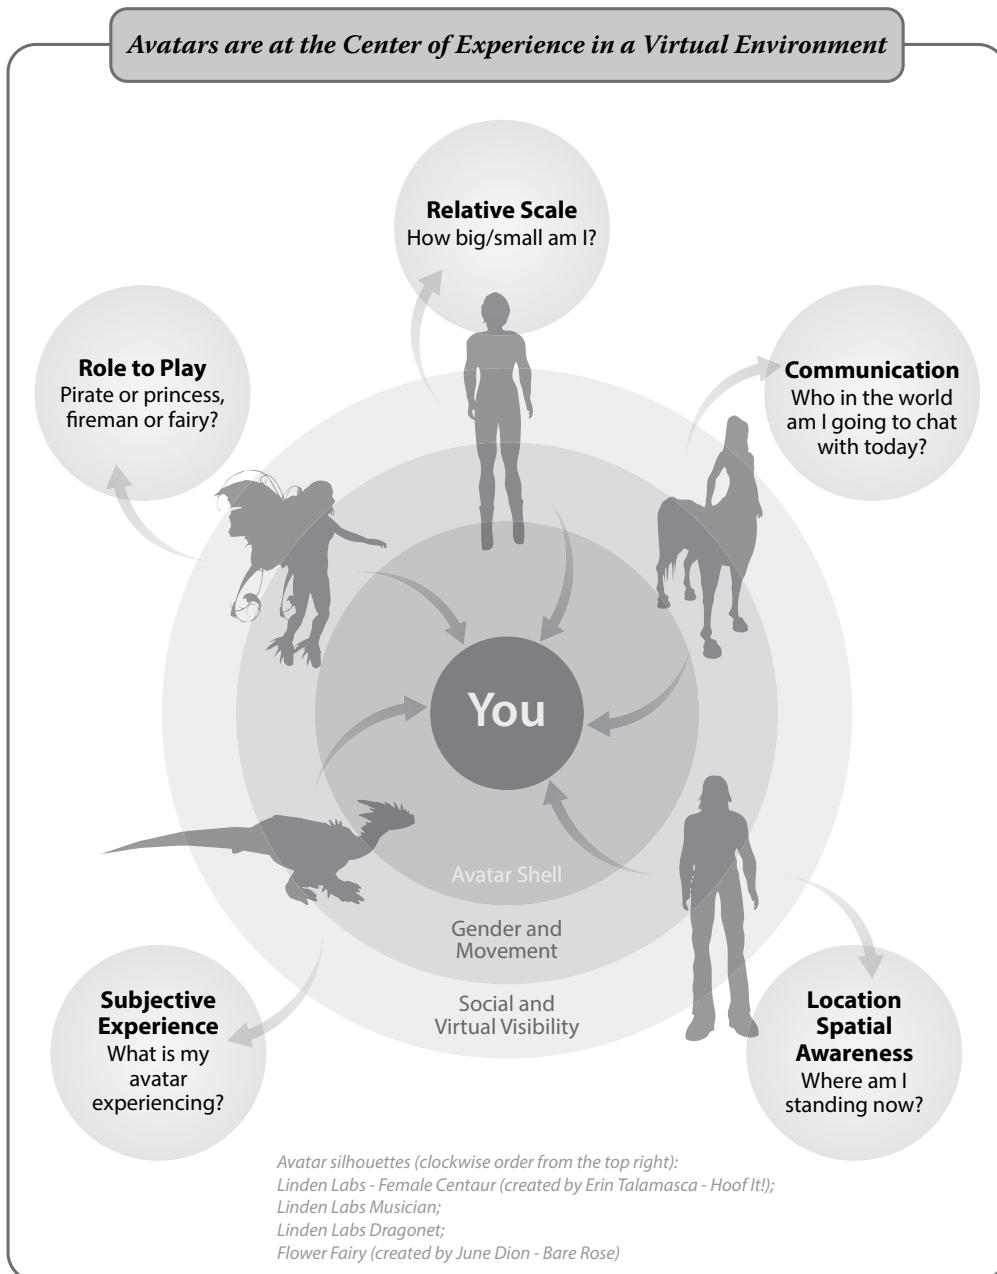 Avatars are at the Center of Experience in a Virtual Environment
Relative Scale
How big/small am I?
Role to Play
Pirate or princess,
fireman or fairy?
Communication
Who in the world
am I going to chat
with today?
You
Avatar Shell
Gender and
Movement
Social and
Virtual Visibility
Subjective
Experience
What is my
avatar
experiencing?
Location
Spatial
Awareness
Where am I
standing now?
Avatar silhouettes (clockwise order from the top right):
Linden Labs - Female Centaur (created by Erin Talamasca - Hoof It!);
Linden Labs Musician;
Linden Labs Dragonet;
Flower Fairy (created by June Dion - Bare Rose)